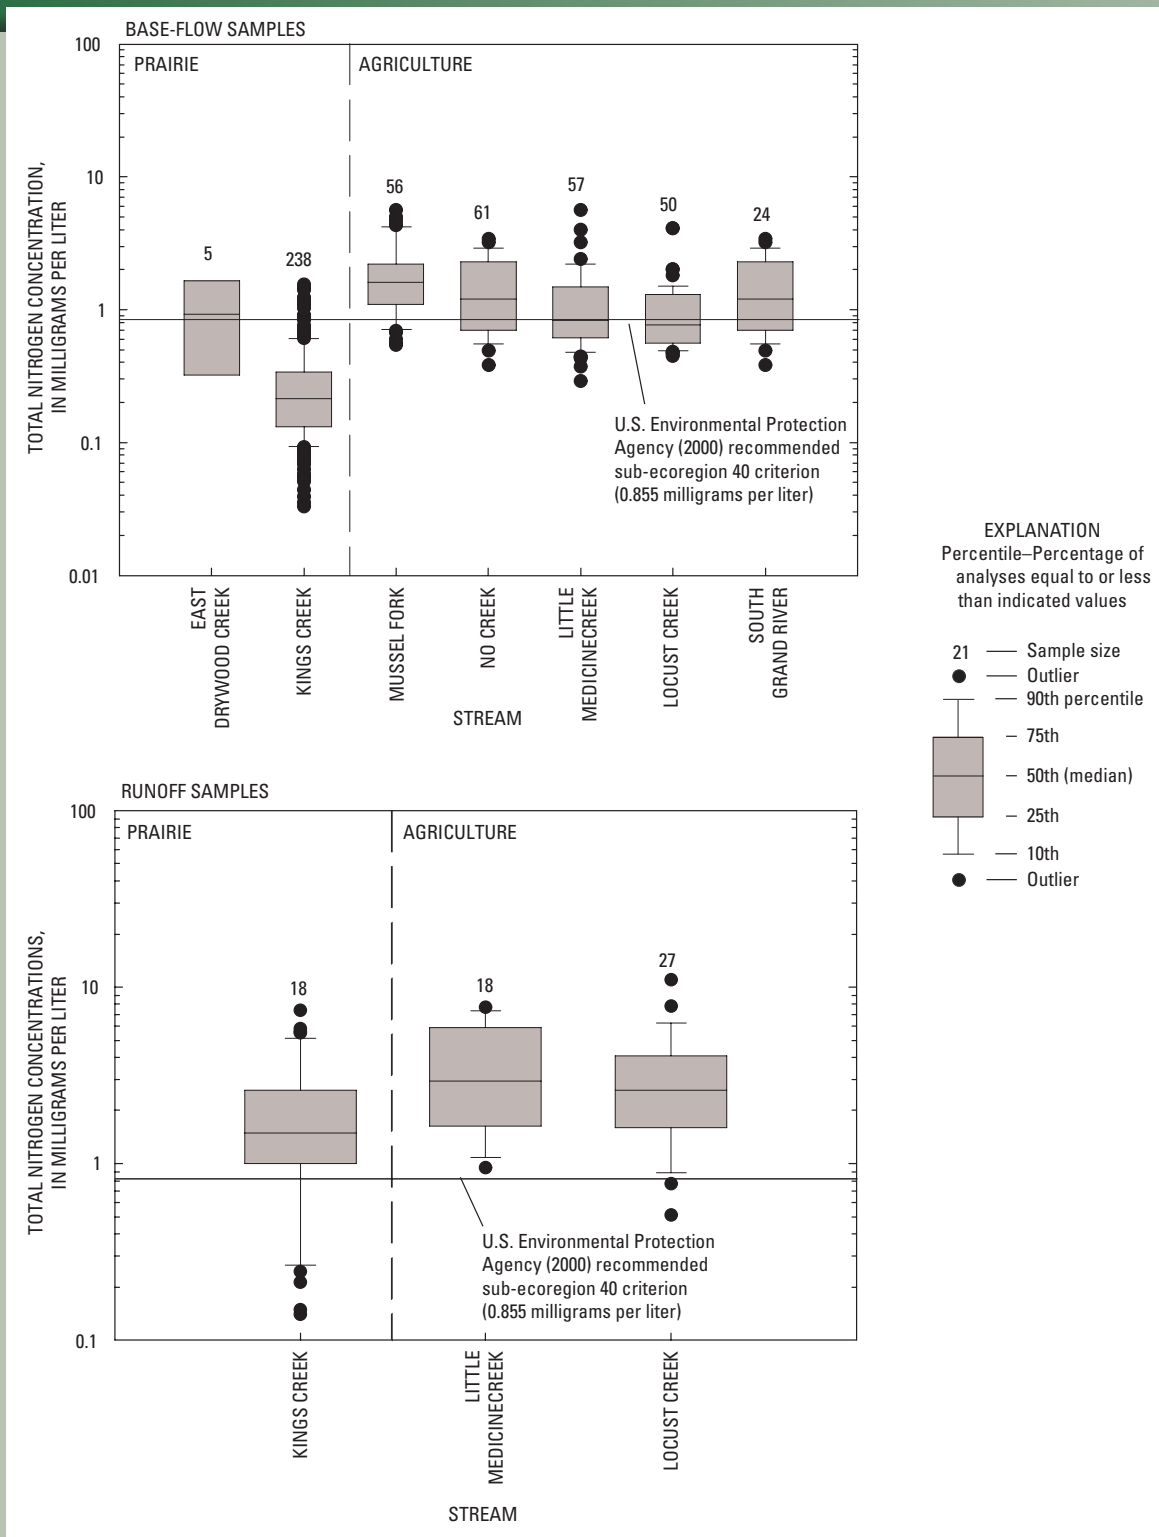 BASE-FLOW SAMPLES
PRAIRIE
AGRICULTURE
TOTAL NITROGEN CONCENTRATION,
IN MILLIGRAMS PER LITER
100
10
1
0.1
0.01
5
238
56
61
57
50
24
U.S. Environmental Protection
Agency (2000) recommended
sub-ecoregion 40 criterion
(0.855 milligrams per liter)
EAST
DRYWOOD CREEK
KINGS CREEK
MUSSEL FORK
NO CREEK
LITTLE
MEDICINECREEK
LOCUST CREEK
SOUTH
GRAND RIVER
STREAM
EXPLANATION
Percentile–Percentage of
analyses equal to or less
than indicated values
21 Sample size
Outlier
90th percentile
75th
50th (median)
25th
10th
Outlier
RUNOFF SAMPLES
PRAIRIE
AGRICULTURE
TOTAL NITROGEN CONCENTRATIONS,
IN MILLIGRAMS PER LITER
100
10
1
0.1
18
18
27
U.S. Environmental Protection
Agency (2000) recommended
sub-ecoregion 40 criterion
(0.855 milligrams per liter)
KINGS CREEK
LITTLE
MEDICINECREEK
LOCUST CREEK
STREAM